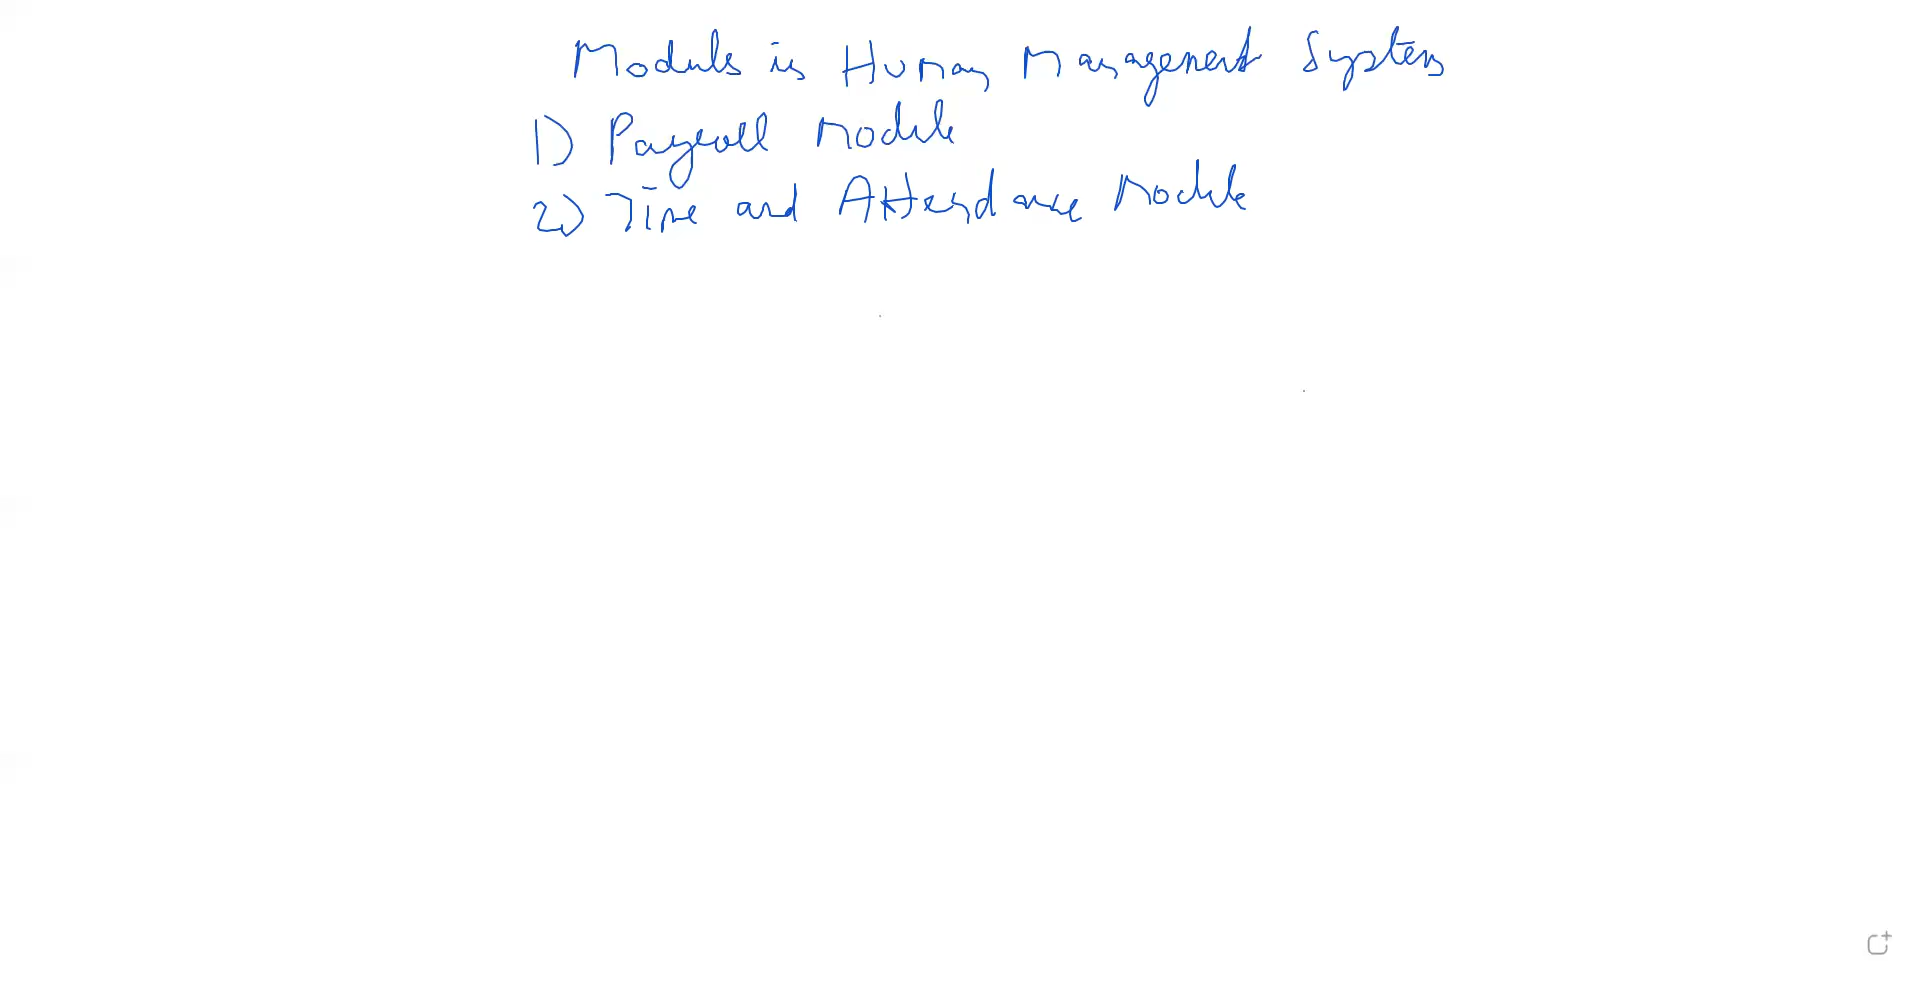 Moduls in Human Management System
1) Payroll Module
2) Time and Attendance Module